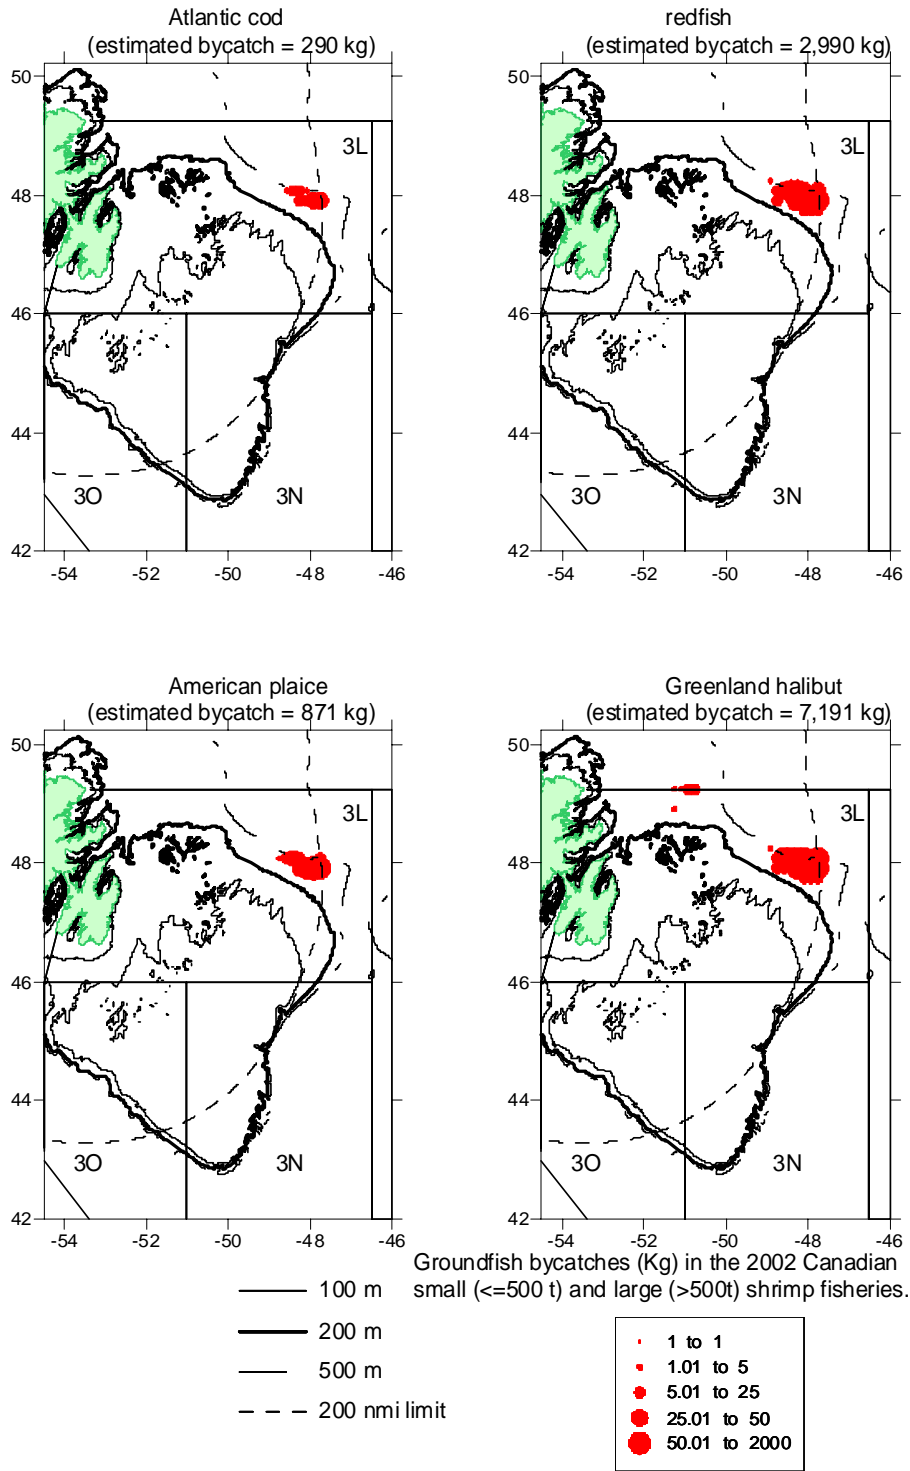 Atlantic cod
(estimated bycatch = 290 kg)
50
48
46
44
42
3L
3O
3N
-54
-52
-50
-48
-46
redfish
(estimated bycatch = 2,990 kg)
50
48
46
44
42
3L
3O
3N
-54
-52
-50
-48
-46
American plaice
(estimated bycatch = 871 kg)
50
48
46
44
42
3L
3O
3N
-54
-52
-50
-48
-46
Greenland halibut
(estimated bycatch = 7,191 kg)
50
48
46
44
42
3L
3O
3N
-54
-52
-50
-48
-46
Groundfish bycatches (Kg) in the 2002 Canadian
small (<=500 t) and large (>500t) shrimp fisheries.
100 m
200 m
500 m
200 nmi limit
1 to 1
1.01 to 5
5.01 to 25
25.01 to 50
50.01 to 2000